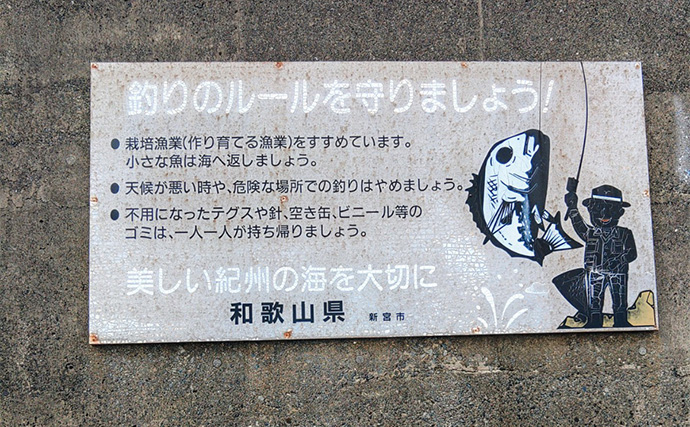 釣りのルールを守りましょう!
● 栽培漁業(作り育てる漁業)をすすめています。
小さな魚は海へ返しましょう。
● 天候が悪い時や、危険な場所での釣りはやめましょう。
● 不用になったテグスや針、空き缶、ビニール等の
ゴミは、一人一人が持ち帰りましょう。
美しい紀州の海を大切に
和歌山県 新宮市